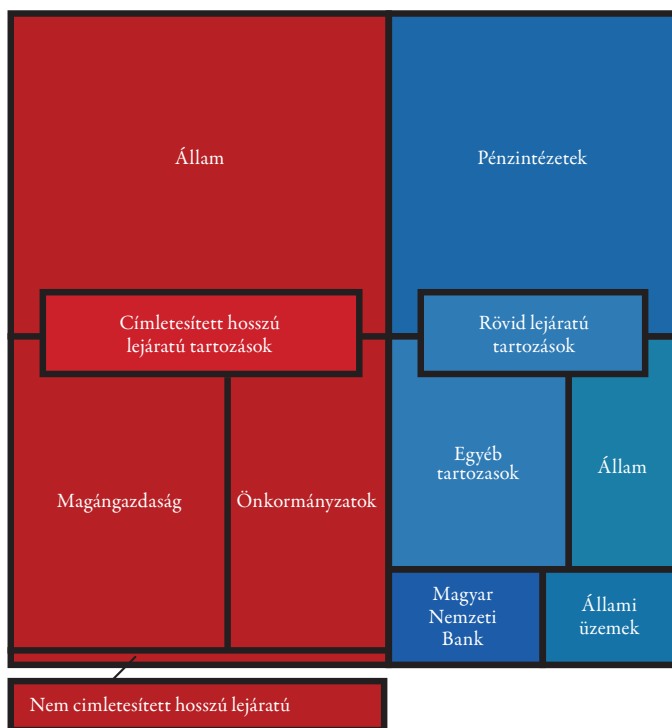 Állam
Pénzintézetek
Címletesített hosszú
lejáratú tartozások
Rövid lejáratú
tartozások
Magángazdaság
Önkormányzatok
Egyéb
tartozasok
Állam
Magyar
Nemzeti
Bank
Állami
üzemek
Nem cimletesített hosszú lejáratú